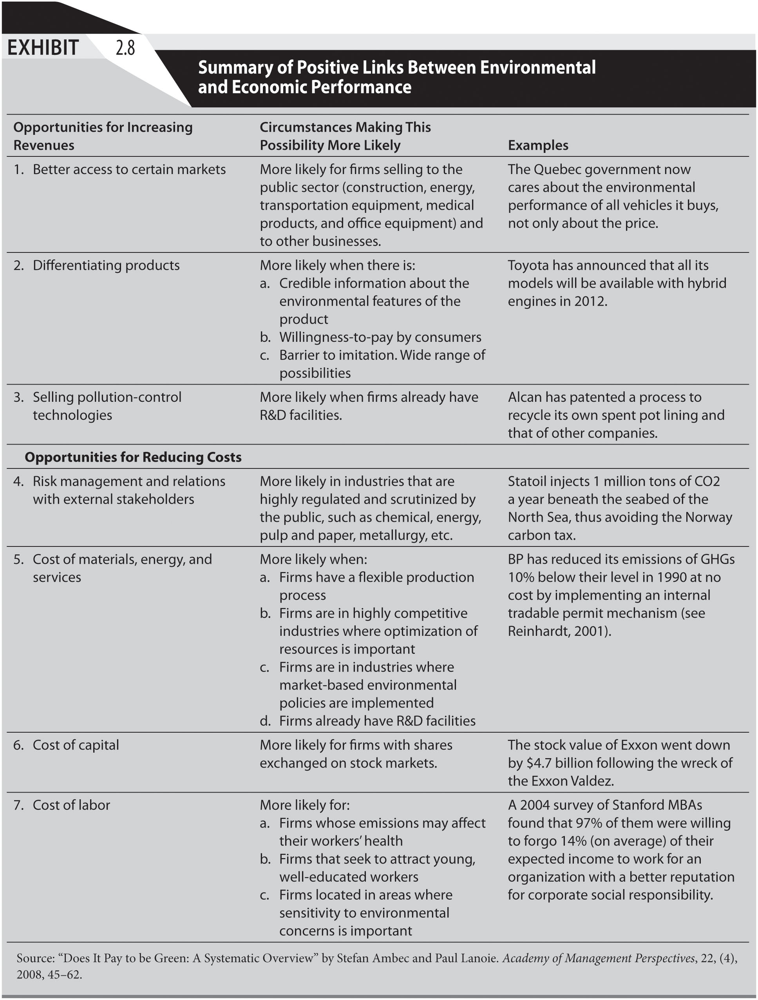 EXHIBIT 2.8
Summary of Positive Links Between Environmental
and Economic Performance
Opportunities for Increasing
Revenues
Circumstances Making This
Possibility More Likely
Examples
1. Better access to certain markets
More likely for firms selling to the
public sector (construction, energy,
transportation equipment, medical
products, and office equipment) and
to other businesses.
The Quebec government now
cares about the environmental
performance of all vehicles it buys,
not only about the price.
2. Differentiating products
More likely when there is:
a. Credible information about the
environmental features of the
product
b. Willingness-to-pay by consumers
c. Barrier to imitation. Wide range of
possibilities
Toyota has announced that all its
models will be available with hybrid
engines in 2012.
3. Selling pollution-control
technologies
More likely when firms already have
R&D facilities.
Alcan has patented a process to
recycle its own spent pot lining and
that of other companies.
Opportunities for Reducing Costs
4. Risk management and relations
with external stakeholders
More likely in industries that are
highly regulated and scrutinized by
the public, such as chemical, energy,
pulp and paper, metallurgy, etc.
Statoil injects 1 million tons of CO2
a year beneath the seabed of the
North Sea, thus avoiding the Norway
carbon tax.
5. Cost of materials, energy, and
services
More likely when:
a. Firms have a flexible production
process
b. Firms are in highly competitive
industries where optimization of
resources is important
c. Firms are in industries where
market-based environmental
policies are implemented
d. Firms already have R&D facilities
BP has reduced its emissions of GHGs
10% below their level in 1990 at no
cost by implementing an internal
tradable permit mechanism (see
Reinhardt, 2001).
6. Cost of capital
More likely for firms with shares
exchanged on stock markets.
The stock value of Exxon went down
by $4.7 billion following the wreck of
the Exxon Valdez.
7. Cost of labor
More likely for:
a. Firms whose emissions may affect
their workers’ health
b. Firms that seek to attract young,
well-educated workers
c. Firms located in areas where
sensitivity to environmental
concerns is important
A 2004 survey of Stanford MBAs
found that 97% of them were willing
to forgo 14% (on average) of their
expected income to work for an
organization with a better reputation
for corporate social responsibility.
Source: “Does It Pay to be Green: A Systematic Overview” by Stefan Ambec and Paul Lanoie. Academy of Management Perspectives, 22, (4),
2008, 45–62.